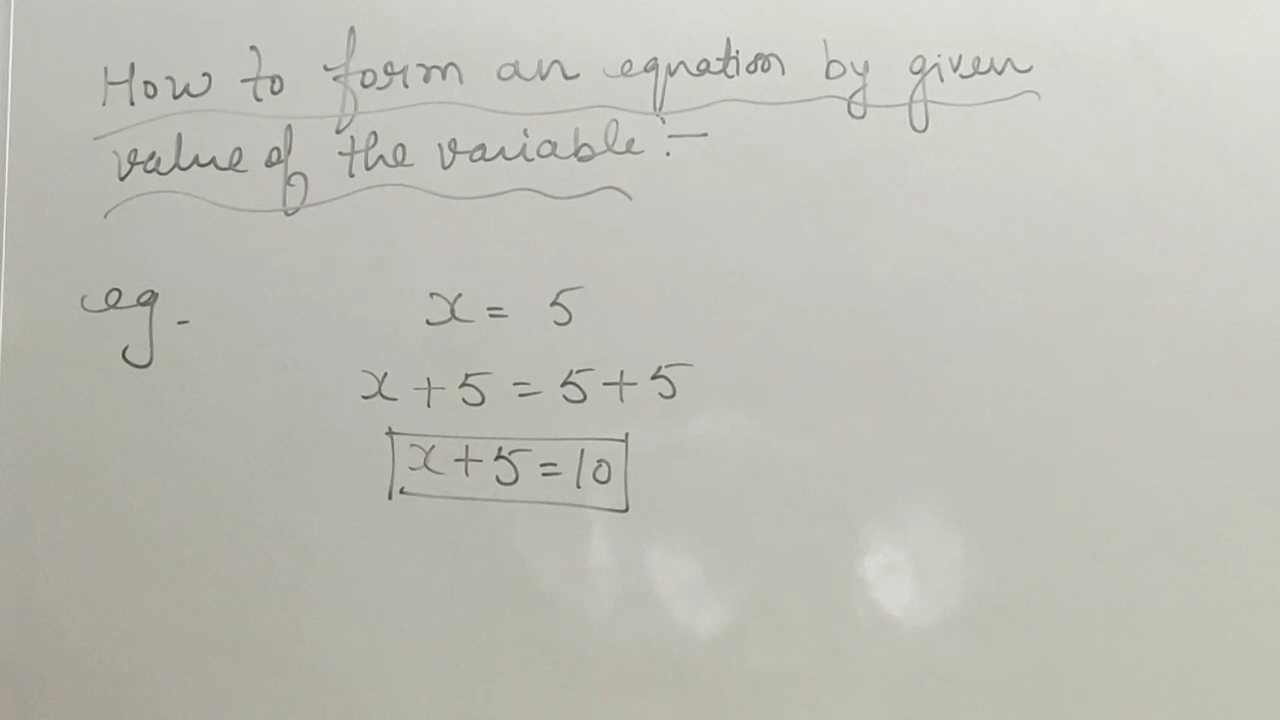 How to form an equation by given
value of the variable :-
eg -
x = 5
x + 5 = 5 + 5
x + 5 = 10